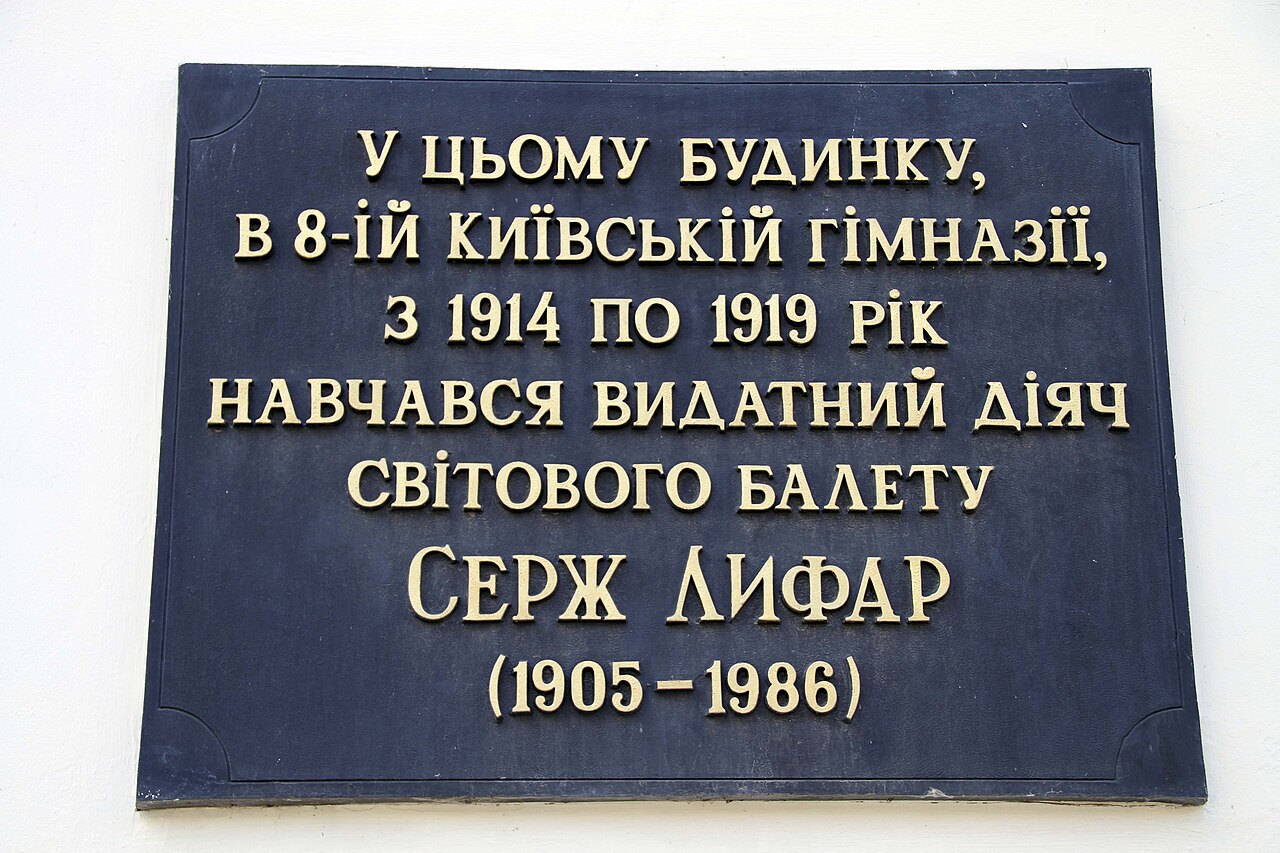 У ЦЬОМУ БУДИНКУ,
В 8-ІЙ КИЇВСЬКІЙ ГІМНАЗІЇ,
З 1914 ПО 1919 РІК
НАВЧАВСЯ ВИДАТНИЙ ДІЯЧ
СВІТОВОГО БАЛЕТУ
СЕРЖ ЛИФАР
(1905–1986)